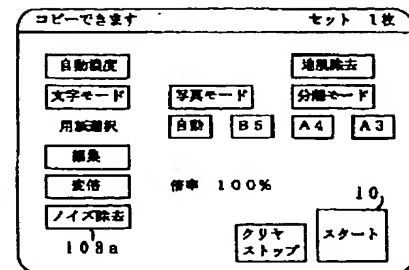 コピーできます セット 1枚
自動濃度 地肌除去
文字モード 写真モード 分離モード
用紙選択 自動 B5 A4 A3
編集
変倍 倍率 100%
ノイズ除去 10
108a クリヤ スタート
ストップ